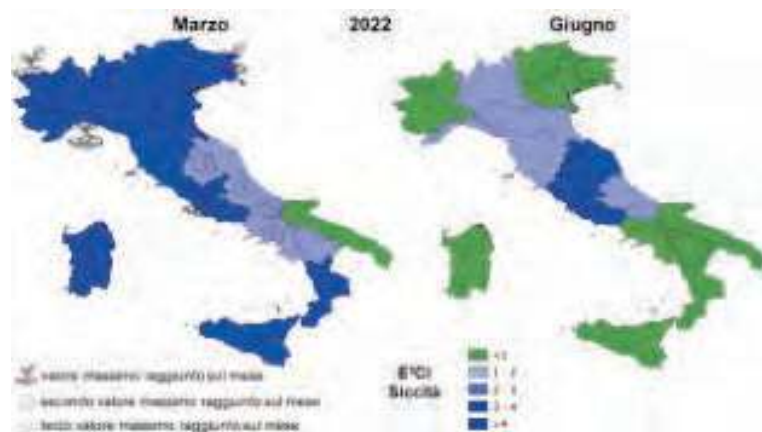 Marzo 2022 Giugno
valore massimo raggiunto sul mese
secondo valore massimo raggiunto sul mese
terzo valore massimo raggiunto sul mese
E³CI
Siccità
<1
1 - 2
2 - 3
3 - 4
>4